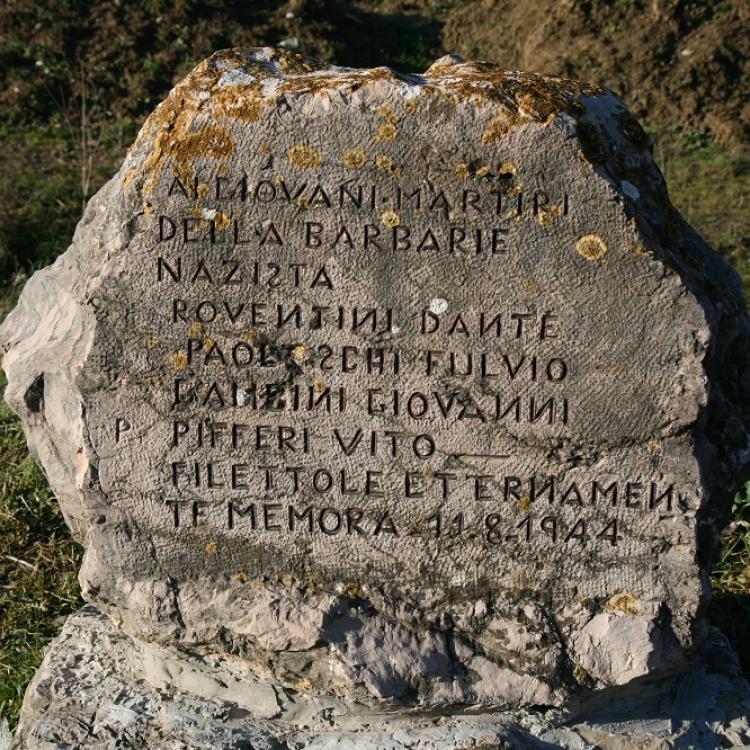 AI GIOVANI MARTIRI
DELLA BARBARIE
NAZISTA
ROVENTINI DANTE
PAOLESCHI FULVIO
BAMBINI GIOVANNI
P. PIFFERI VITO
FILETTOLE ETERNAMEN
TE MEMORA - 11-8-1944